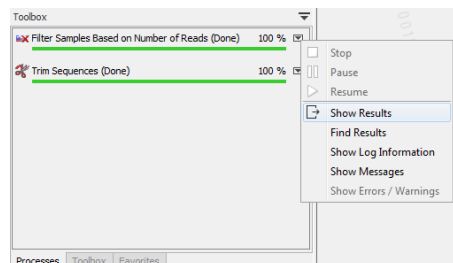 Toolbox
Filter Samples Based on Number of Reads (Done) 100 %
Trim Sequences (Done) 100 %
Stop
Pause
Resume
Show Results
Find Results
Show Log Information
Show Messages
Show Errors / Warnings
Processes Toolbox Favorites